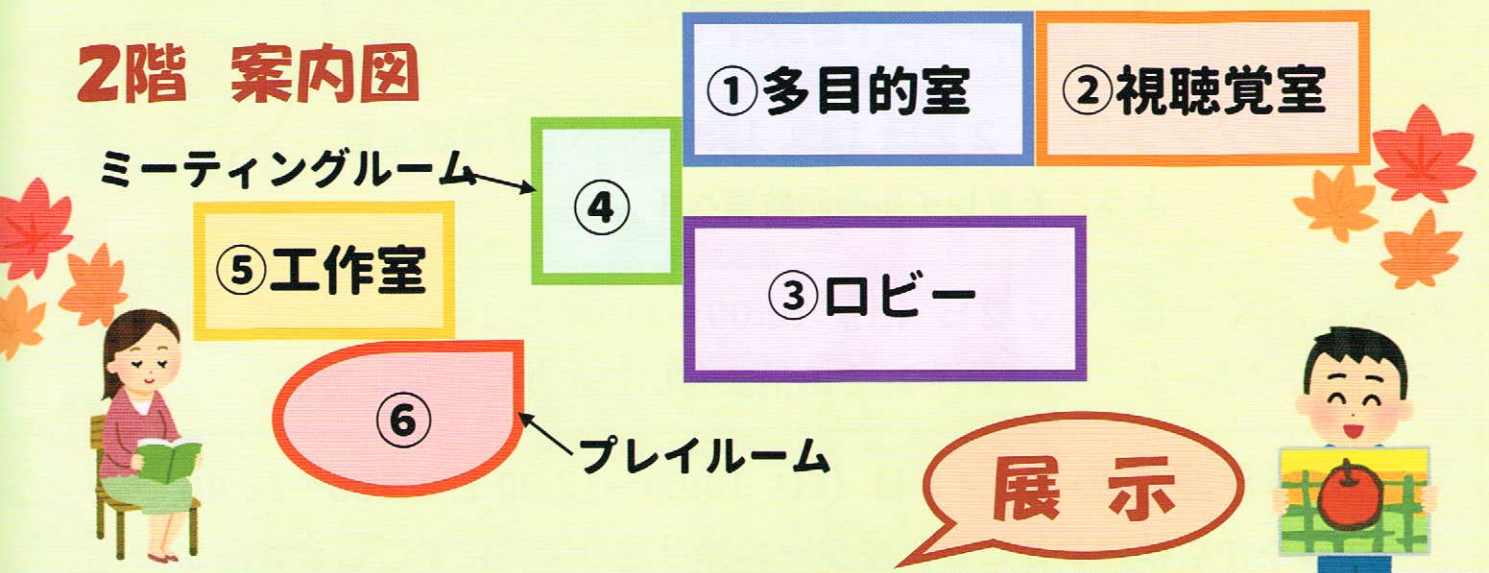 2階 案内図
①多目的室
②視聴覚室
ミーティングルーム
④
⑤工作室
③ロビー
⑥
プレイルーム
展示